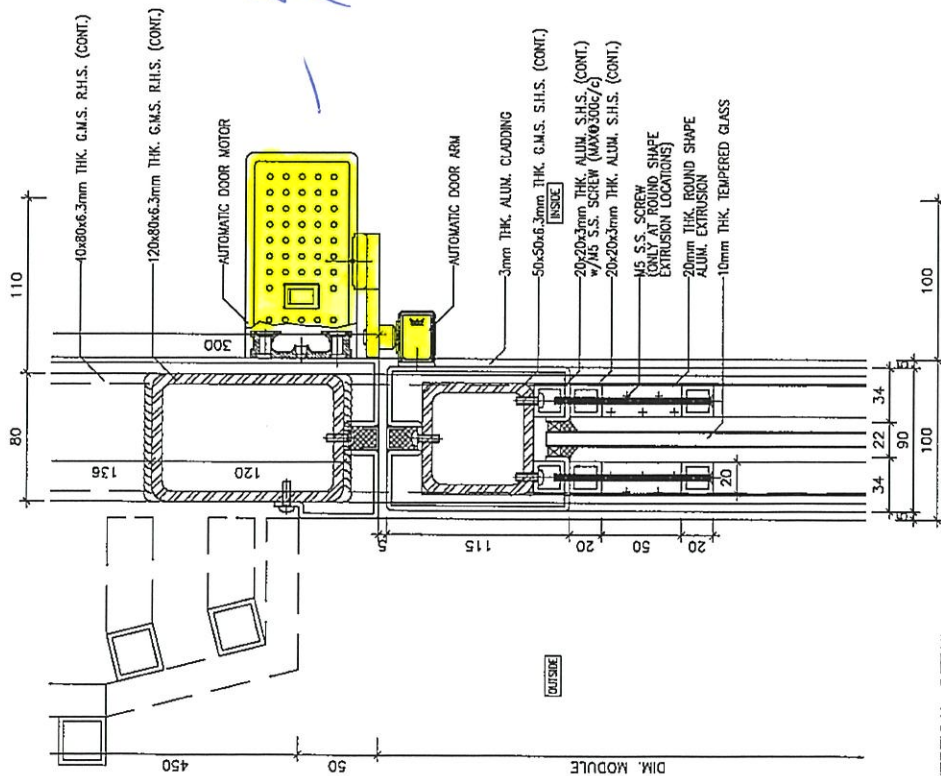 40x80x6.3mm THK. G.M.S. R.H.S. (CONT.)
120x80x6.3mm THK. G.M.S. R.H.S. (CONT.)
AUTOMATIC DOOR MOTOR
AUTOMATIC DOOR ARM
3mm THK. ALUM. CLADDING
50x50x6.3mm THK. G.M.S. S.H.S. (CONT.)
INSIDE
20x20x3mm THK. ALUM. S.H.S. (CONT.)
w/M5 S.S. SCREW (MAX@300c/c)
20x20x3mm THK. ALUM. S.H.S. (CONT.)
M5 S.S. SCREW
(ONLY AT ROUND SHAPE
EXTRUSION LOCATIONS)
20mm THK. ROUND SHAPE
ALUM. EXTRUSION
10mm THK. TEMPERED GLASS
110
80
300
136
120
5
115
20
50
20
20
100
5
34
22
34
5
90
100
OUTSIDE
450
50
DIM. MODULE